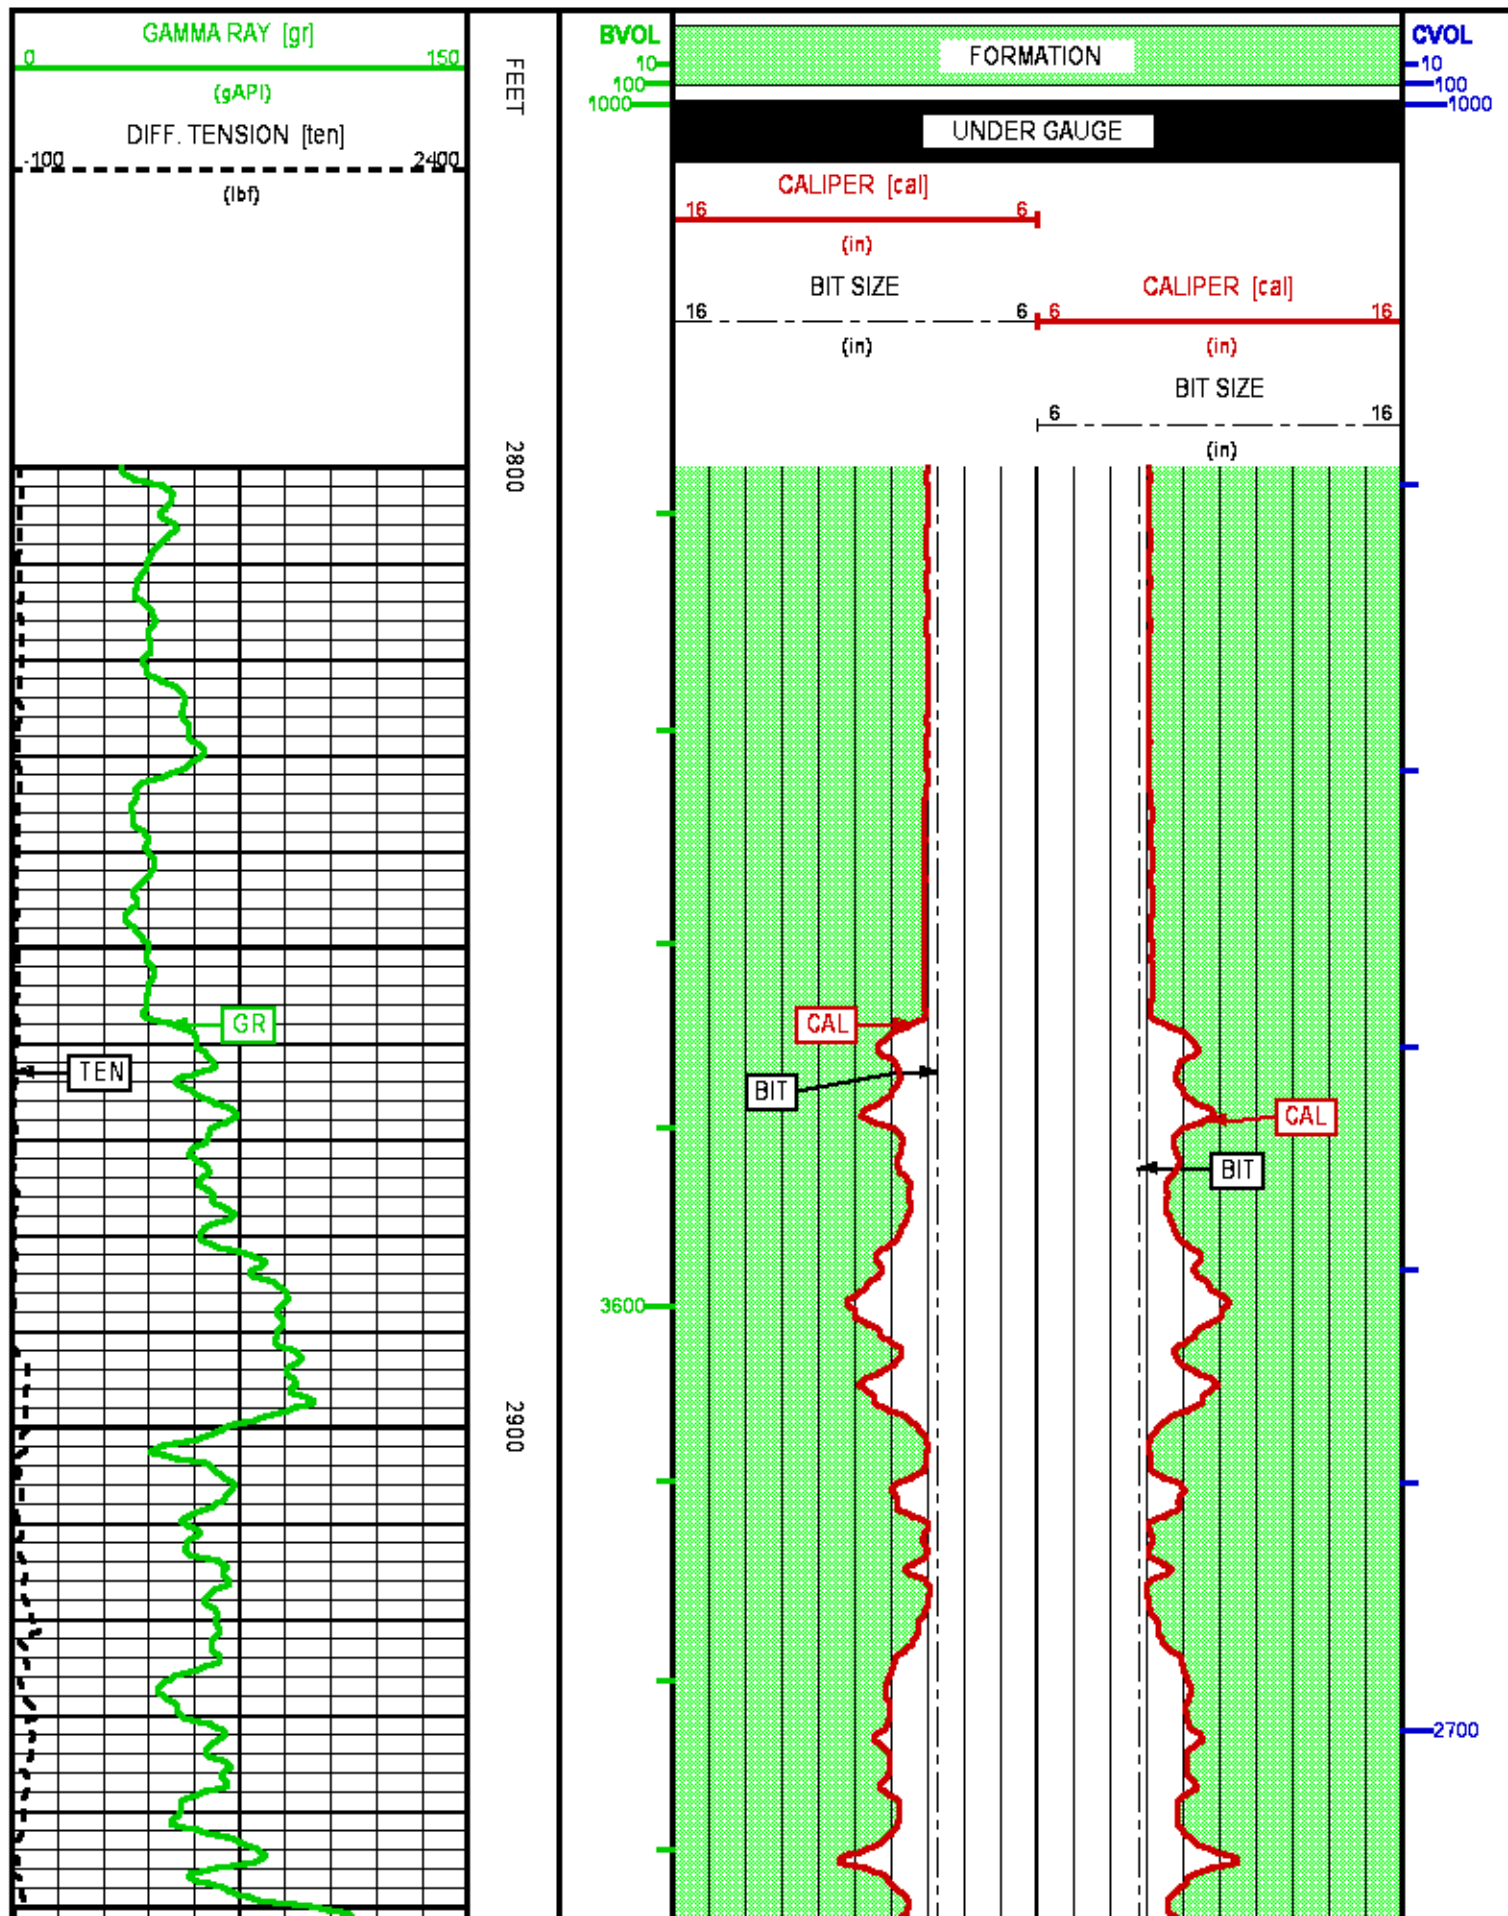 GAMMA RAY [gr]
0 150
(gAPI)
DIFF. TENSION [ten]
-100 2400
(lbf)
FEET
BVOL
10
100
1000
FORMATION
UNDER GAUGE
CVOL
10
100
1000
CALIPER [cal]
16 6
(in)
BIT SIZE
16 6
(in)
CALIPER [cal]
6 16
(in)
BIT SIZE
6 16
(in)
2800
GR
TEN
CAL
BIT
CAL
BIT
3600
2900
2700